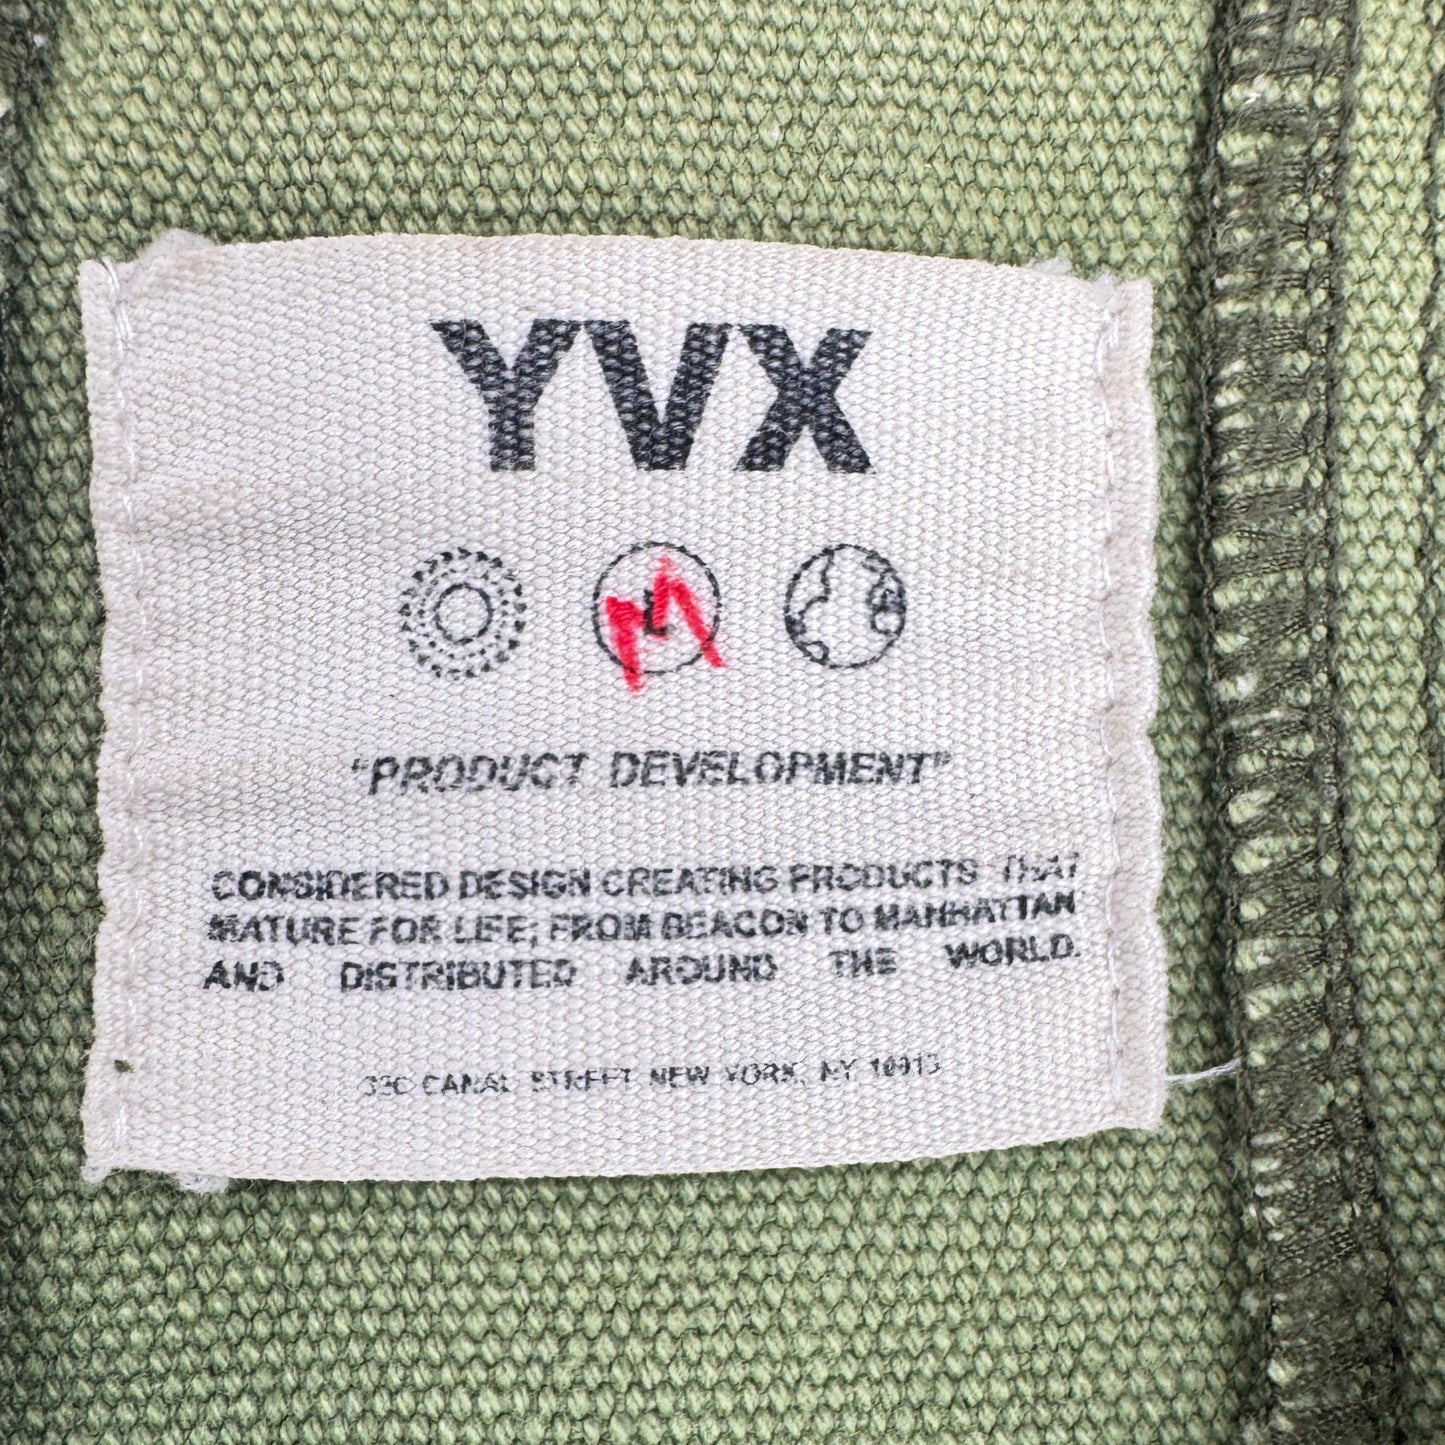 YVX
M
"PRODUCT DEVELOPMENT"
CONSIDERED DESIGN CREATING PRODUCTS THAT
MATURE FOR LIFE; FROM BEACON TO MANHATTAN
AND DISTRIBUTED AROUND THE WORLD.
CANAL STREET NEW YORK, NY 10013